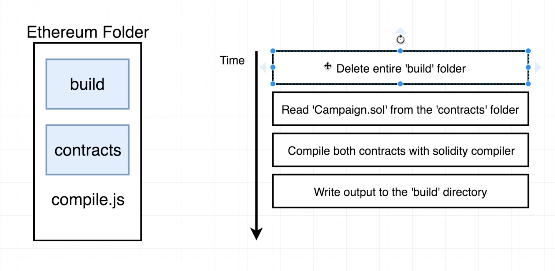 Ethereum Folder
build
contracts
compile.js
Time
Delete entire 'build' folder
Read 'Campaign.sol' from the 'contracts' folder
Compile both contracts with solidity compiler
Write output to the 'build' directory